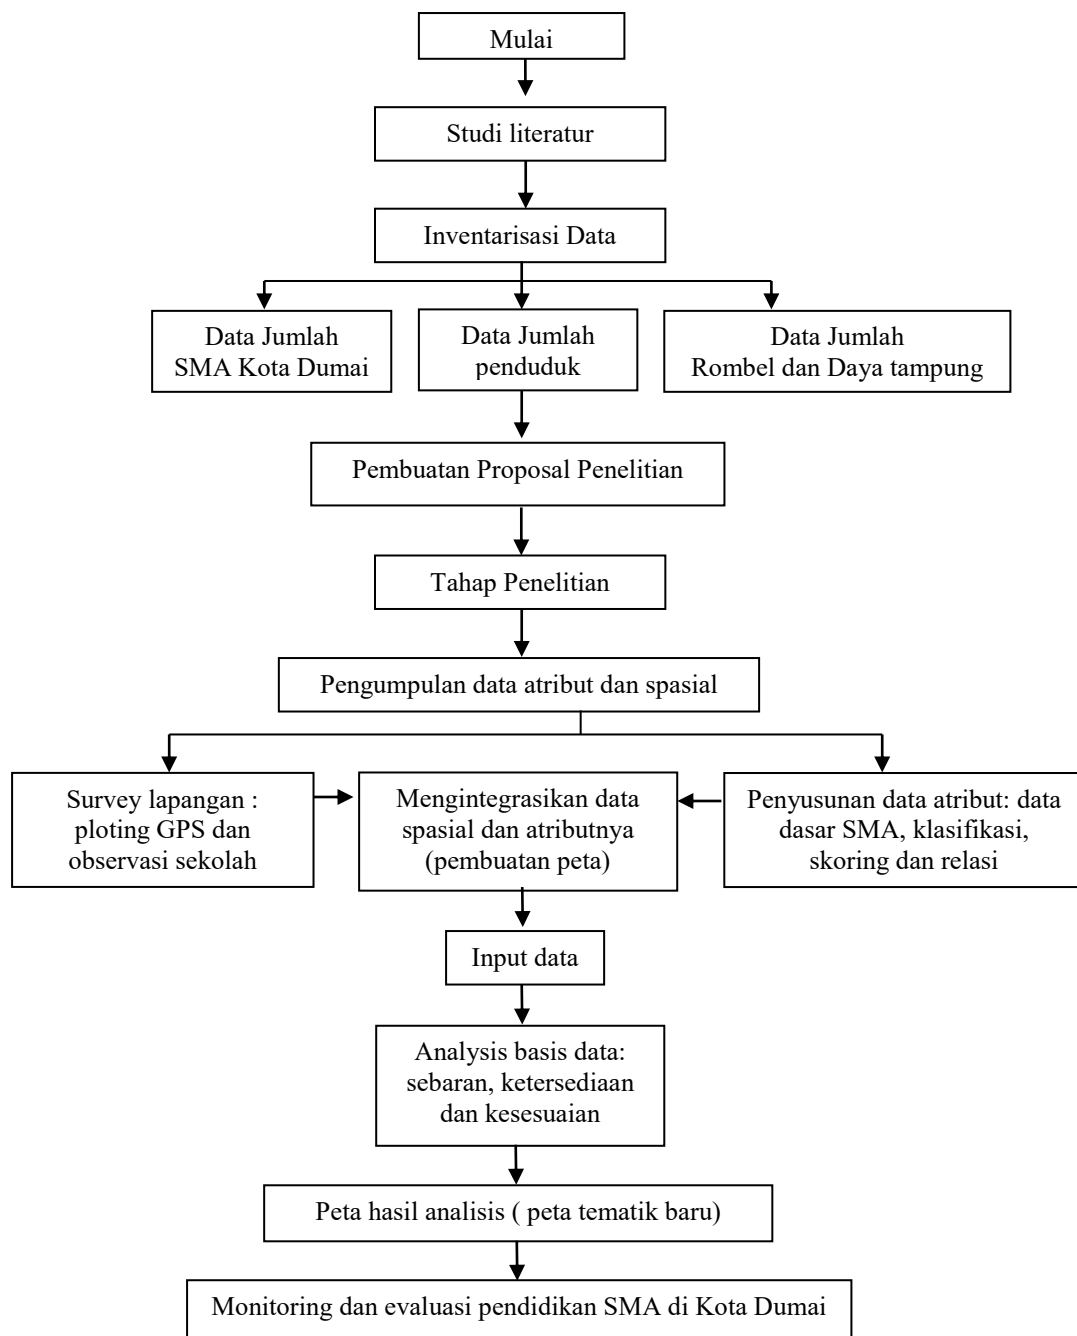 Mulai
Studi literatur
Inventarisasi Data
Data Jumlah
SMA Kota Dumai
Data Jumlah
penduduk
Data Jumlah
Rombel dan Daya tampung
Pembuatan Proposal Penelitian
Tahap Penelitian
Pengumpulan data atribut dan spasial
Survey lapangan :
ploting GPS dan
observasi sekolah
Mengintegrasikan data
spasial dan atributnya
(pembuatan peta)
Penyusunan data atribut: data
dasar SMA, klasifikasi,
skoring dan relasi
Input data
Analysis basis data:
sebaran, ketersediaan
dan kesesuaian
Peta hasil analisis ( peta tematik baru)
Monitoring dan evaluasi pendidikan SMA di Kota Dumai